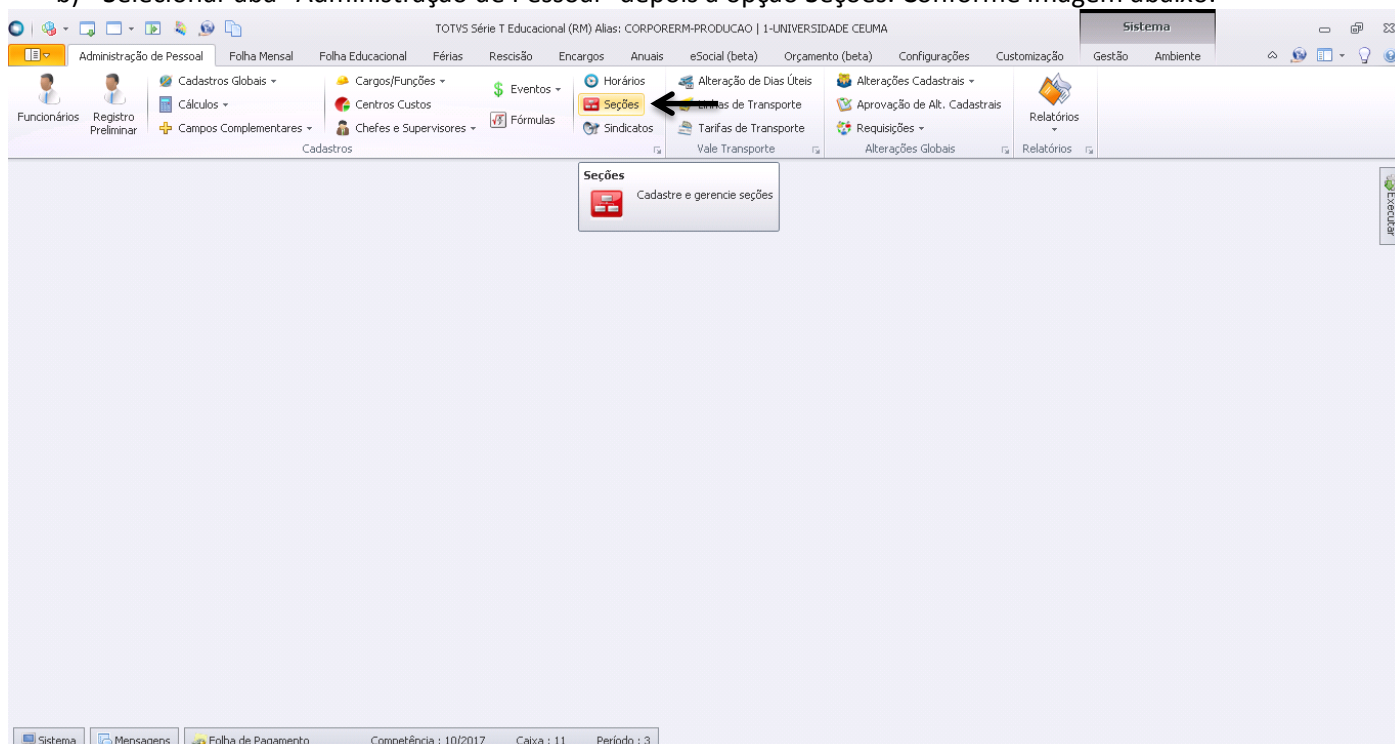 b) Selecionar aba "Administração de Pessoal" depois a opção Seções. Conforme imagem abaixo.
TOTVS Série T Educacional (RM) Alias: CORPORERM-PRODUCAO | 1-UNIVERSIDADE CEUMA
Sistema
Administração de Pessoal Folha Mensal Folha Educacional Férias Rescisão Encargos Anuais eSocial (beta) Orçamento (beta) Configurações Customização Gestão Ambiente
Funcionários
Registro Preliminar
Cadastros Globais
Cálculos
Campos Complementares
Cargos/Funções
Centros Custos
Chefes e Supervisores
Eventos
Fórmulas
Horários
Seções
Sindicatos
Cadastros
Alteração de Dias Úteis
Linhas de Transporte
Tarifas de Transporte
Vale Transporte
Alterações Cadastrais
Aprovação de Alt. Cadastrais
Requisições
Alterações Globais
Relatórios
Relatórios
Seções
Cadastre e gerencie seções
Executar
Sistema Mensagens Folha de Pagamento Competência : 10/2017 Caixa : 11 Período : 3